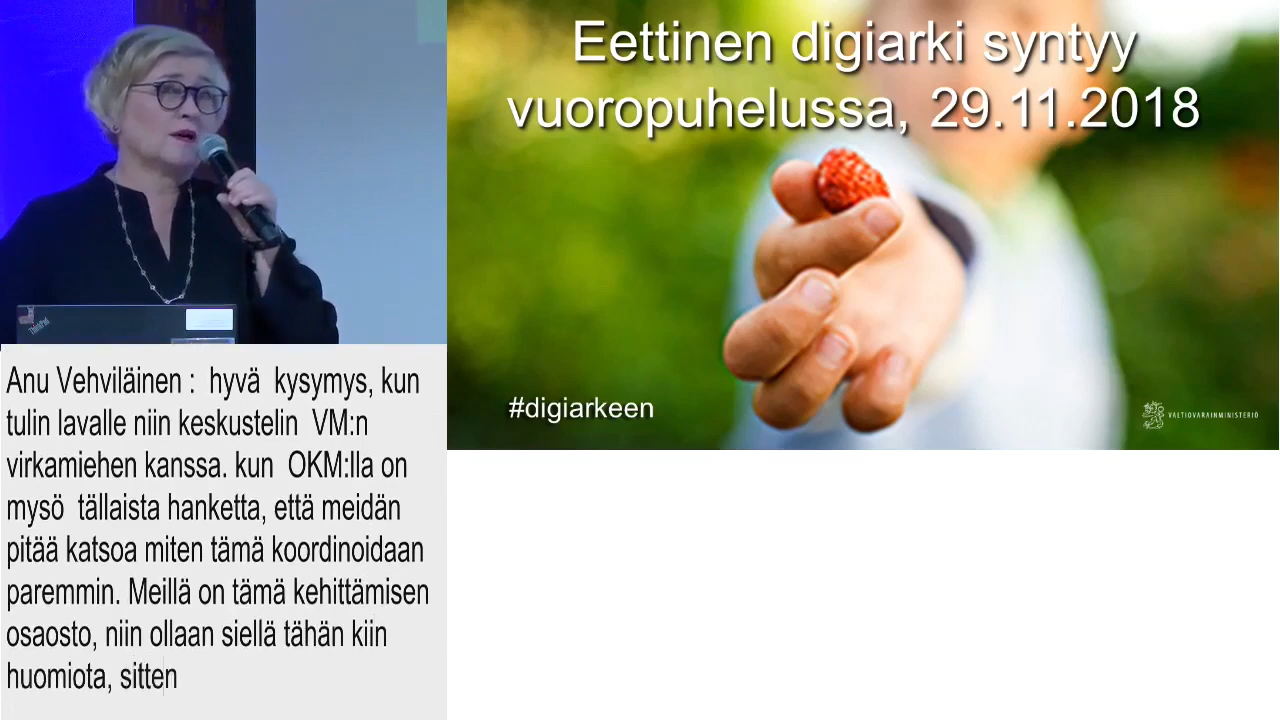 Eettinen digiarki syntyy
vuoropuhelussa, 29.11.2018
#digiarkeen
VALTIOVARAINMINISTERIÖ
ThinkPad
Anu Vehviläinen : hyvä kysymys, kun
tulin lavalle niin keskustelin VM:n
virkamiehen kanssa. kun OKM:lla on
mysö tällaista hanketta, että meidän
pitää katsoa miten tämä koordinoidaan
paremmin. Meillä on tämä kehittämisen
osaosto, niin ollaan siellä tähän kiin
huomiota, sitten